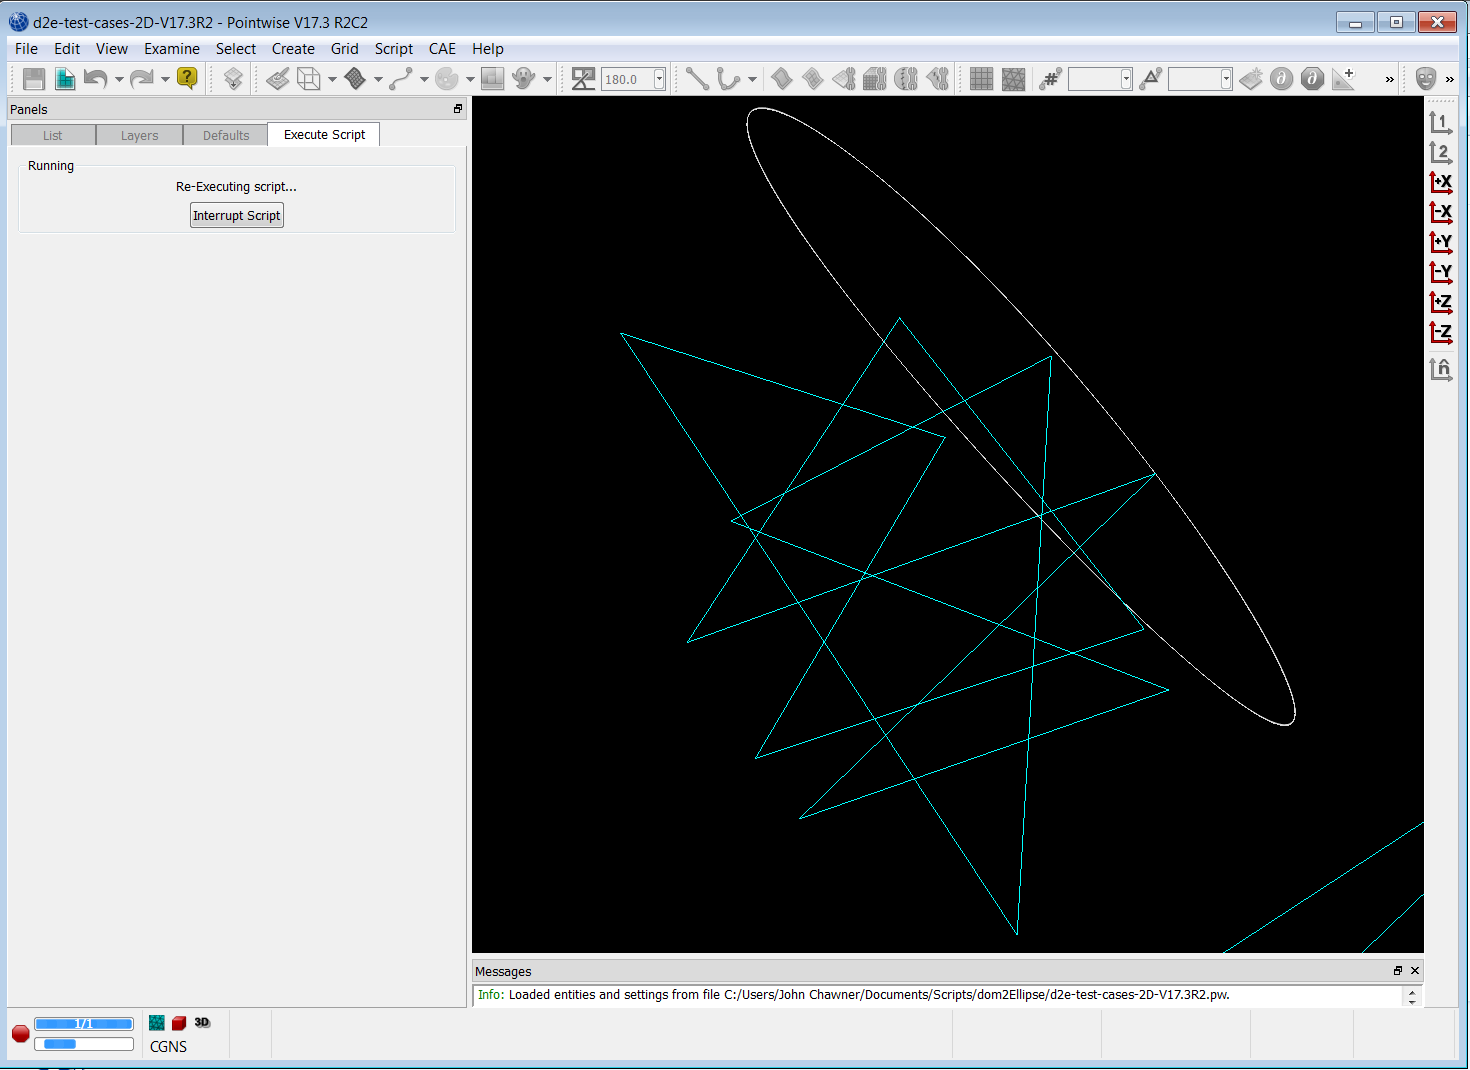 d2e-test-cases-2D-V17.3R2 - Pointwise V17.3 R2C2
File Edit View Examine Select Create Grid Script CAE Help
180.0
Panels
List Layers Defaults Execute Script
Running
Re-Executing script...
Interrupt Script
1
2
+X
-X
+Y
-Y
+Z
-Z
n̂
Messages
Info: Loaded entities and settings from file C:/Users/John Chawner/Documents/Scripts/dom2Ellipse/d2e-test-cases-2D-V17.3R2.pw.
1/1
3D
CGNS